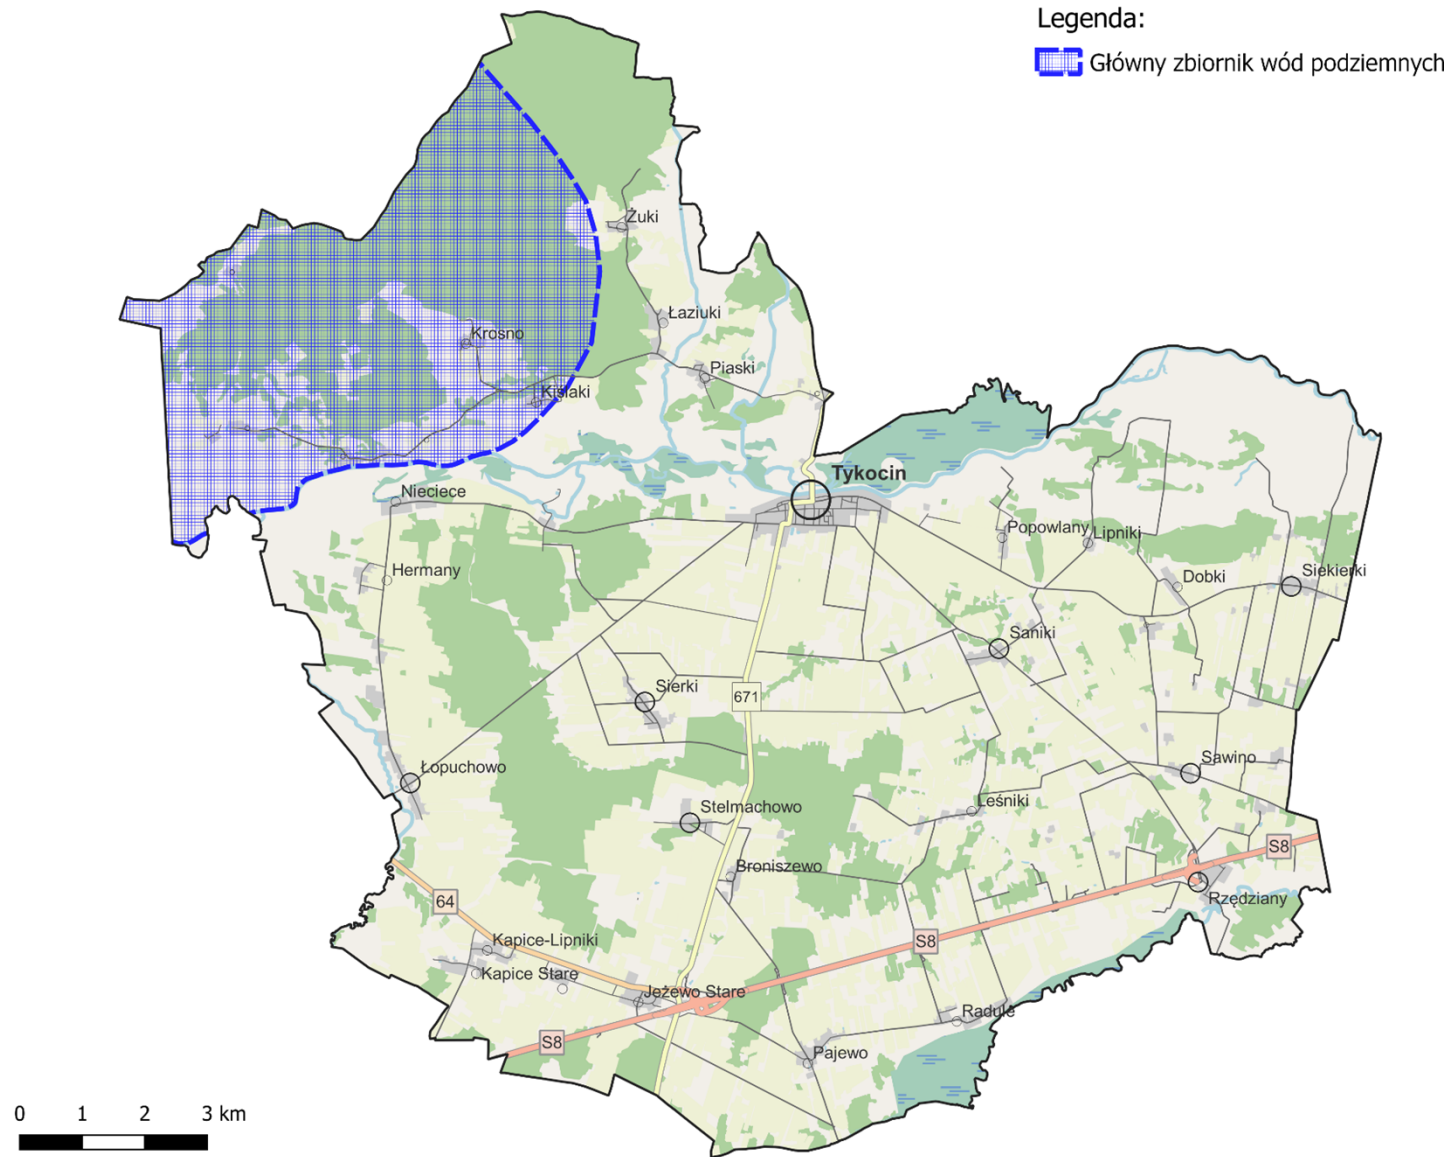 Legenda:
Główny zbiornik wód podziemnych
Żuki
Łaziuki
Krosno
Piaski
Kiślaki
Tykocin
Nieciece
Popowlany
Lipniki
Hermany
Dobki
Siekierki
Saniki
Sierki
671
Łopuchowo
Sawino
Stelmachowo
Leśniki
S8
Broniszewo
64
Rzędziany
Kapice-Lipniki
S8
Kapice Stare
Jeżewo Stare
Radule
S8
Pajewo
0 1 2 3 km